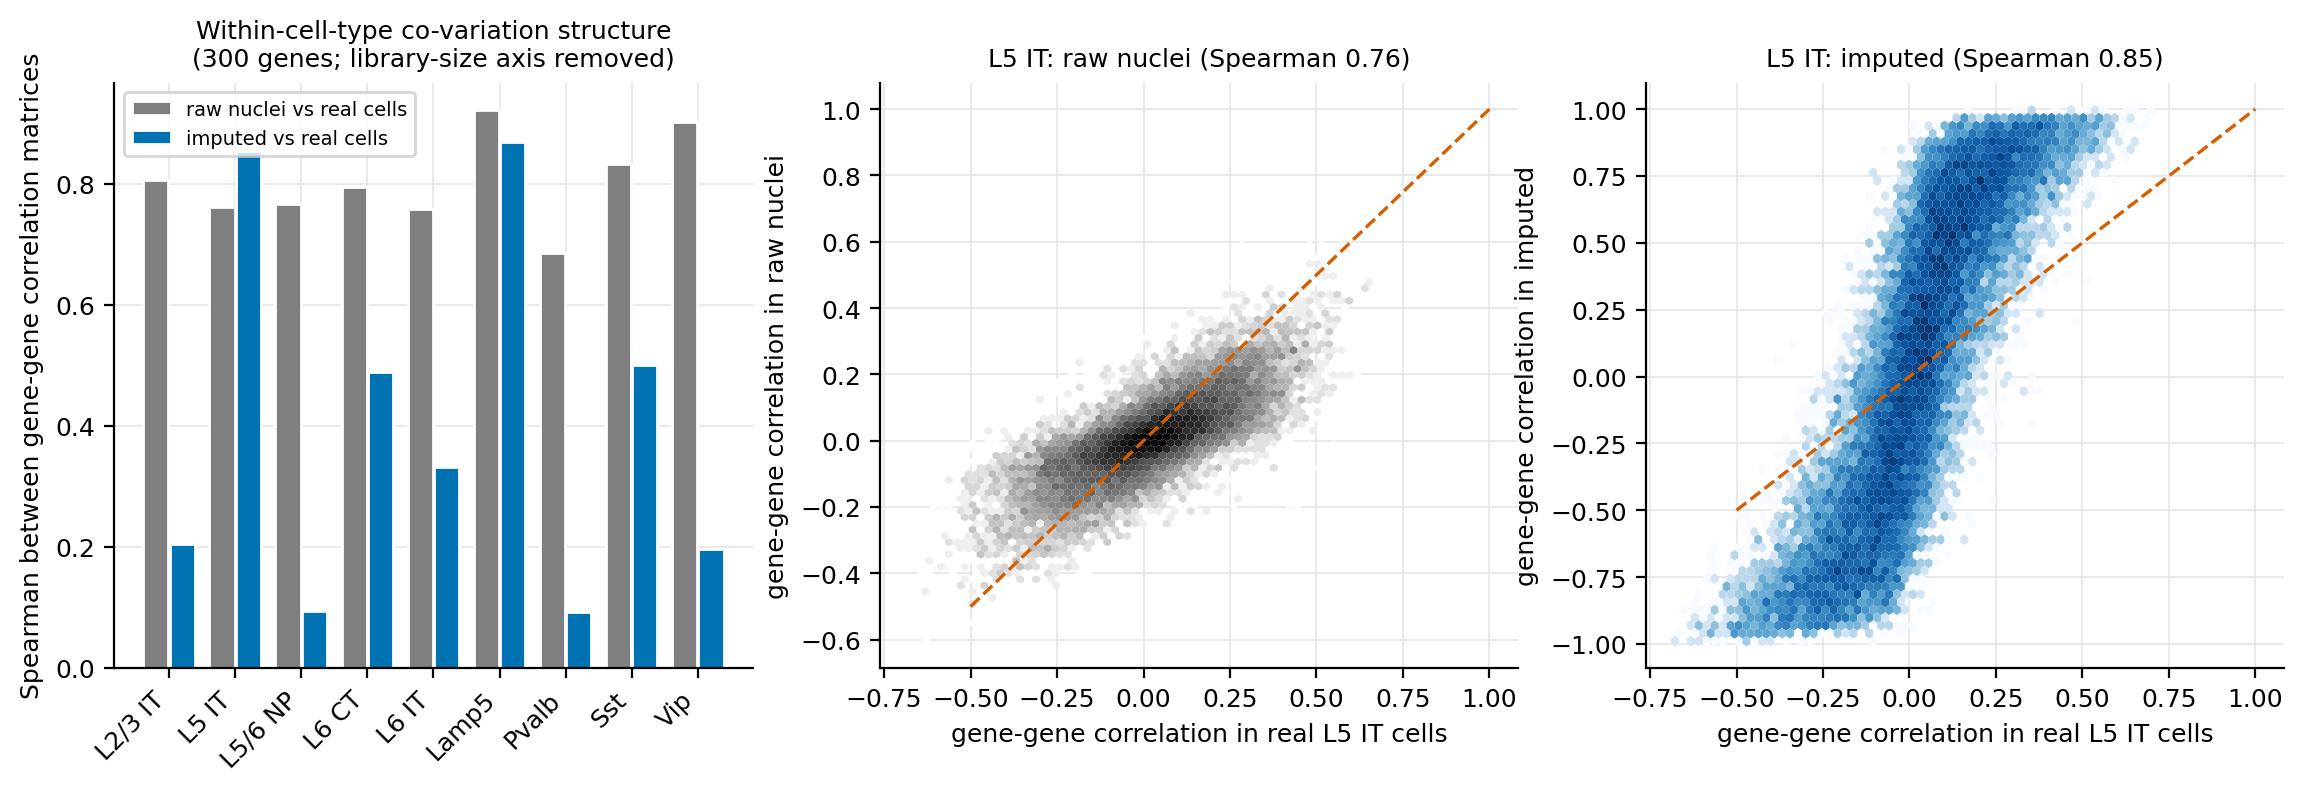 Within-cell-type co-variation structure
(300 genes; library-size axis removed)
raw nuclei vs real cells
imputed vs real cells
Spearman between gene-gene correlation matrices
0.8
0.6
0.4
0.2
0.0
L2/3 IT
L5 IT
L5/6 NP
L6 CT
L6 IT
Lamp5
Pvalb
Sst
Vip
L5 IT: raw nuclei (Spearman 0.76)
gene-gene correlation in raw nuclei
1.0
0.8
0.6
0.4
0.2
0.0
−0.2
−0.4
−0.6
−0.75
−0.50
−0.25
0.00
0.25
0.50
0.75
1.00
gene-gene correlation in real L5 IT cells
L5 IT: imputed (Spearman 0.85)
gene-gene correlation in imputed
1.00
0.75
0.50
0.25
0.00
−0.25
−0.50
−0.75
−1.00
−0.75
−0.50
−0.25
0.00
0.25
0.50
0.75
1.00
gene-gene correlation in real L5 IT cells